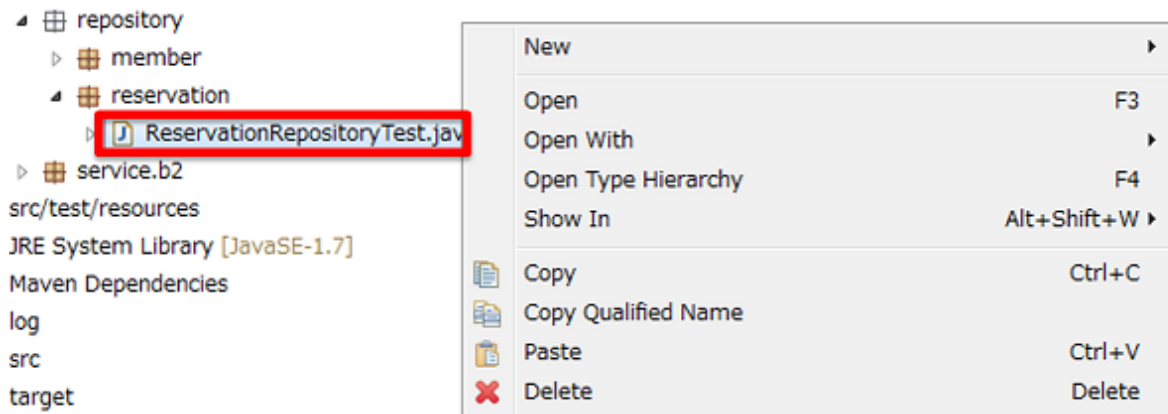 repository
member
reservation
ReservationRepositoryTest.jav
service.b2
src/test/resources
JRE System Library [JavaSE-1.7]
Maven Dependencies
log
src
target
New
Open F3
Open With
Open Type Hierarchy F4
Show In Alt+Shift+W
Copy Ctrl+C
Copy Qualified Name
Paste Ctrl+V
Delete Delete